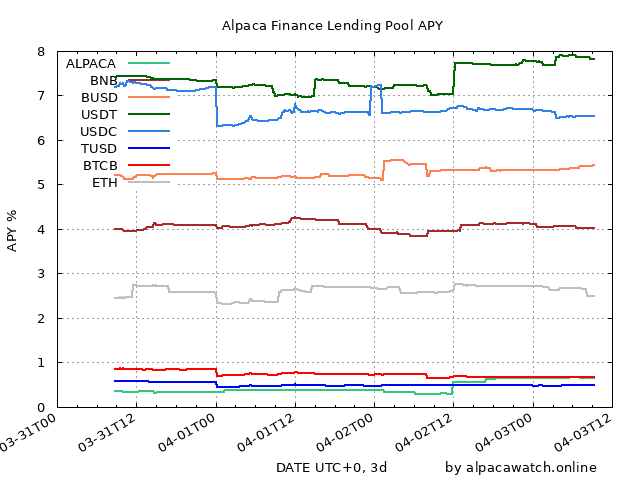 Alpaca Finance Lending Pool APY
8
7
6
5
4
3
2
1
0
APY %
ALPACA
BNB
BUSD
USDT
USDC
TUSD
BTCB
ETH
03-31T00
03-31T12
04-01T00
04-01T12
04-02T00
04-02T12
04-03T00
04-03T12
DATE UTC+0, 3d
by alpacawatch.online